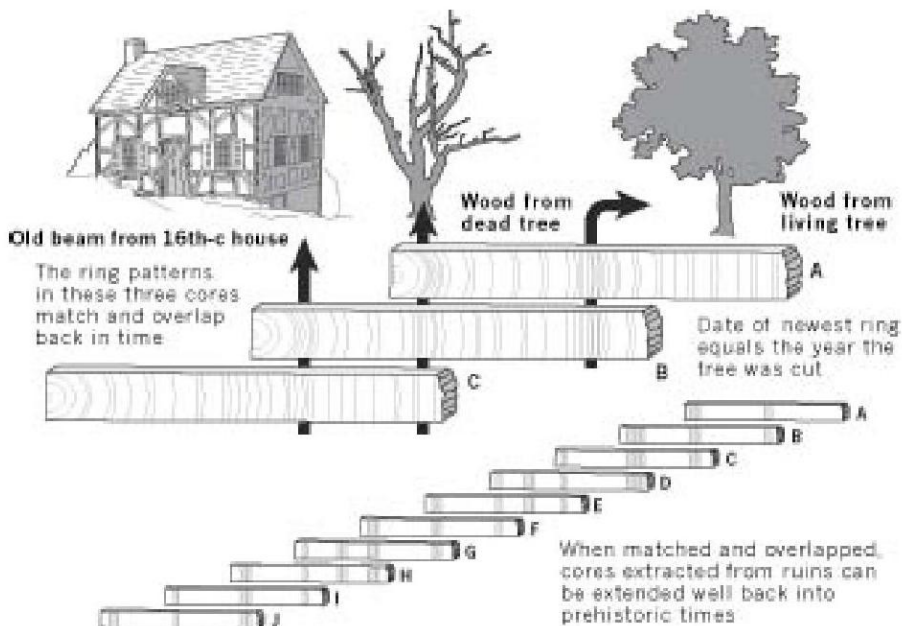 Wood from
dead tree
Wood from
living tree
Old beam from 16th-c house
The ring patterns
in these three cores
match and overlap
back in time
A
B
C
Date of newest ring
equals the year the
tree was cut
A
B
C
D
E
F
G
H
I
J
When matched and overlapped,
cores extracted from ruins can
be extended well back into
prehistoric times